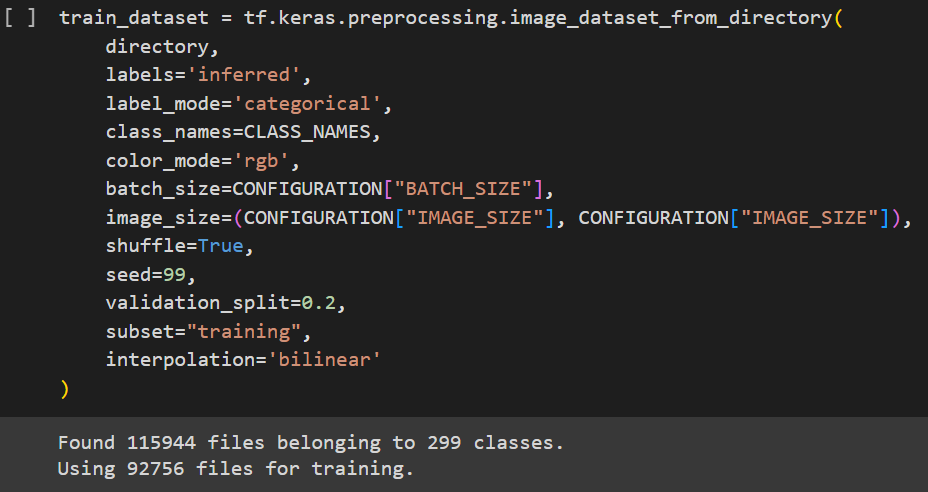 [ ] train_dataset = tf.keras.preprocessing.image_dataset_from_directory(
directory,
labels='inferred',
label_mode='categorical',
class_names=CLASS_NAMES,
color_mode='rgb',
batch_size=CONFIGURATION["BATCH_SIZE"],
image_size=(CONFIGURATION["IMAGE_SIZE"], CONFIGURATION["IMAGE_SIZE"]),
shuffle=True,
seed=99,
validation_split=0.2,
subset="training",
interpolation='bilinear'
)
Found 115944 files belonging to 299 classes.
Using 92756 files for training.